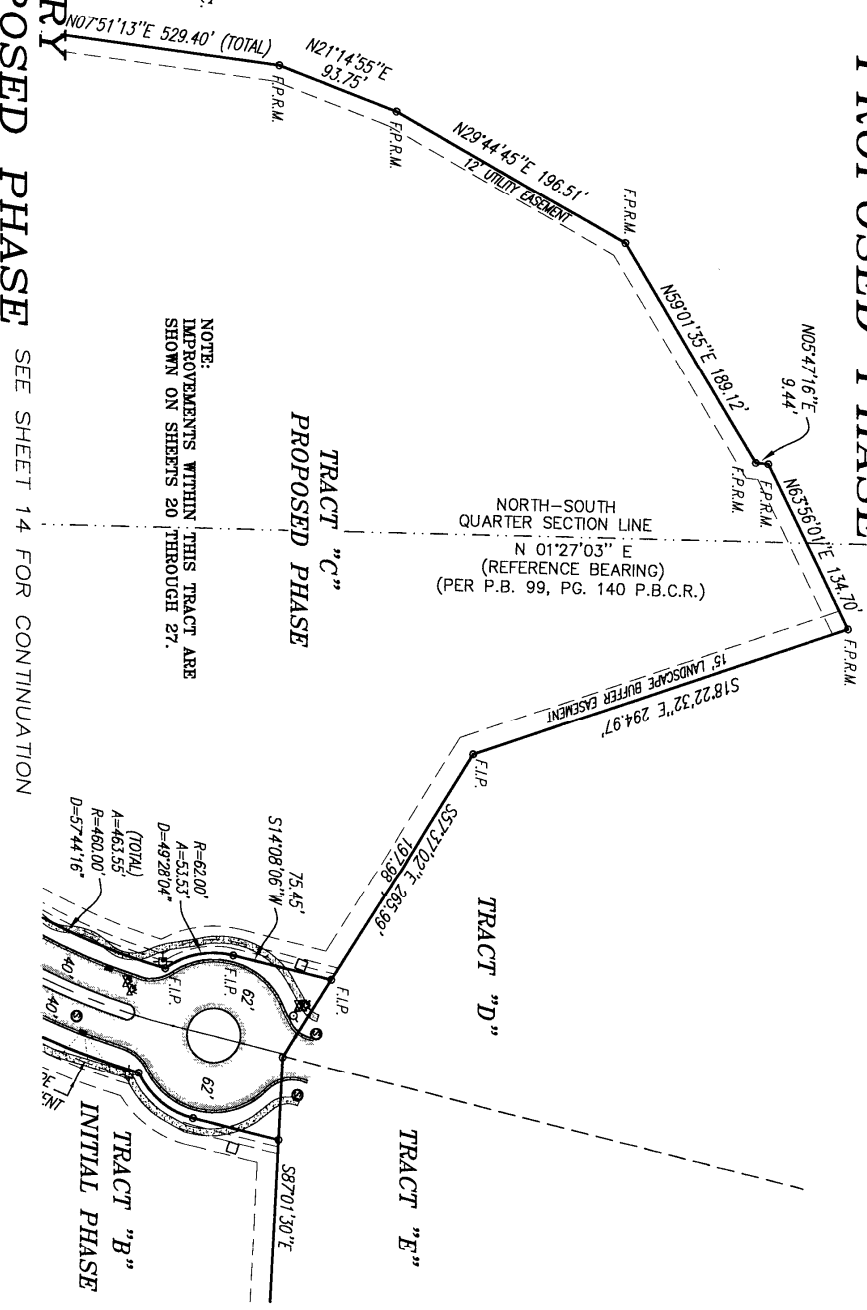 PROPOSED PHASE
RY
POSED PHASE
SEE SHEET 14 FOR CONTINUATION
N07°51'13"E 529.40' (TOTAL)
F.P.R.M.
N21°14'55"E
93.75'
F.P.R.M.
N29°44'45"E 196.51'
12' UTILITY EASEMENT
F.P.R.M.
N59°01'35"E 189.12'
N05°47'16"E
9.44'
F.P.R.M.
F.P.R.M.
N63°56'01"E 134.70'
F.P.R.M.
NORTH-SOUTH
QUARTER SECTION LINE
N 01°27'03" E
(REFERENCE BEARING)
(PER P.B. 99, PG. 140 P.B.C.R.)
TRACT "C"
PROPOSED PHASE
NOTE:
IMPROVEMENTS WITHIN THIS TRACT ARE
SHOWN ON SHEETS 20 THROUGH 27.
15' LANDSCAPE BUFFER EASEMENT
S18°22'32"E 294.97'
F.I.P.
S57°37'02"E 265.99'
197.98'
F.I.P.
TRACT "D"
75.45'
S14°08'06"W
R=62.00'
A=53.53'
D=49°28'04"
(TOTAL)
A=463.55'
R=460.00'
D=57°44'16"
F.I.P.
F.I.P.
62'
62'
40'
40'
S87°01'30"E
TRACT "E"
TRACT "B"
INITIAL PHASE